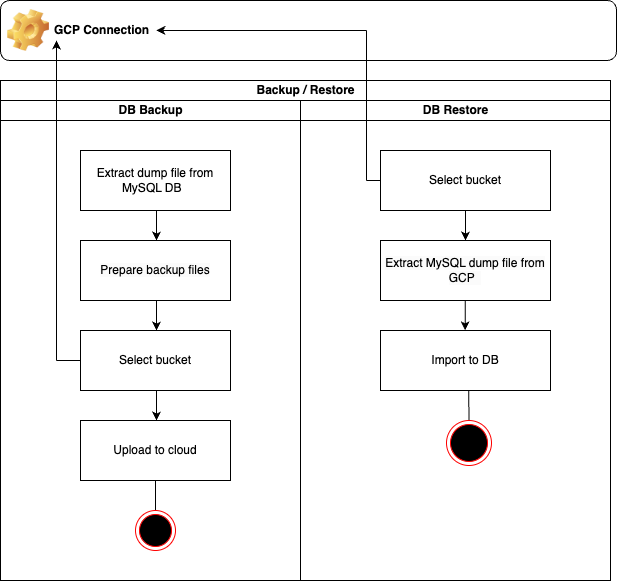 GCP Connection
Backup / Restore
DB Backup
DB Restore
Extract dump file from
MySQL DB
Prepare backup files
Select bucket
Upload to cloud
Select bucket
Extract MySQL dump file from
GCP
Import to DB